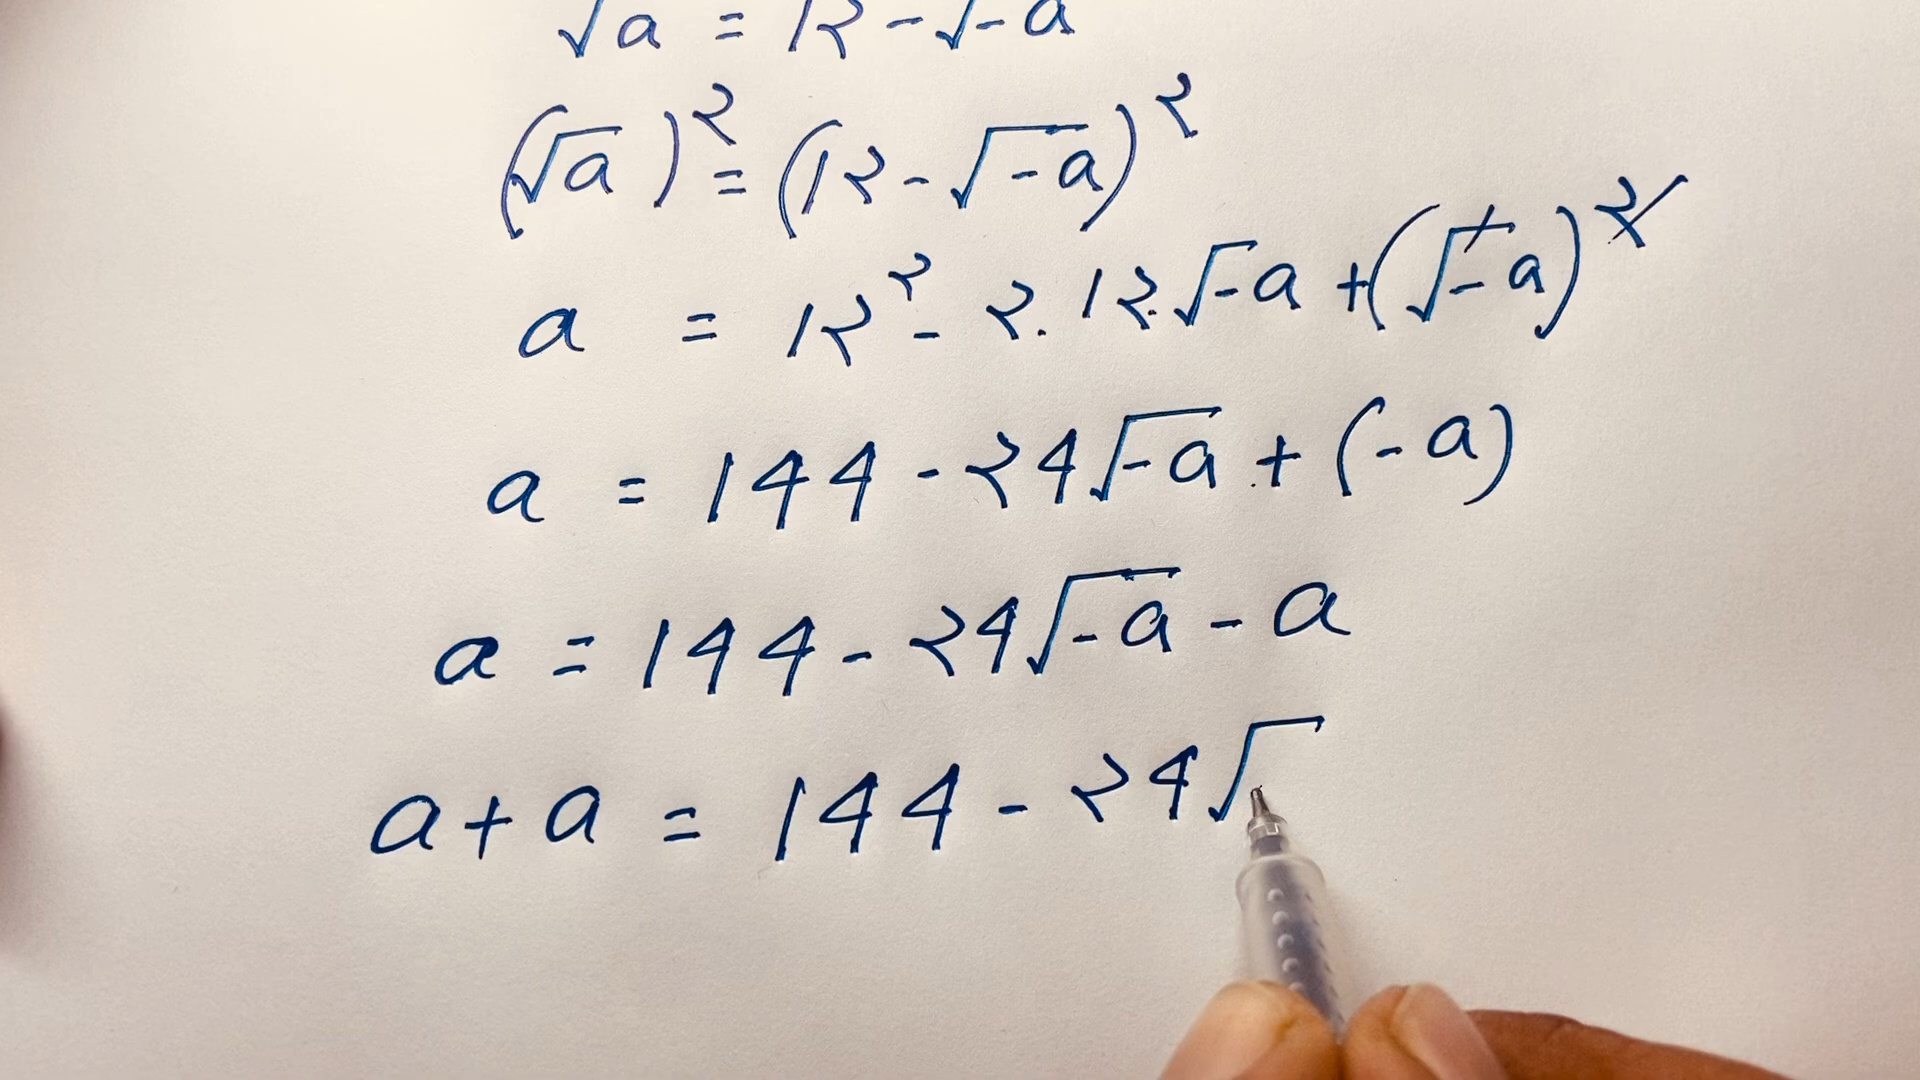 √a = 12 - √-a
(√a)² = (12 - √-a)²
a = 12² - 2.12.√-a + (√-a)²
a = 144 - 24√-a + (-a)
a = 144 - 24√-a - a
a + a = 144 - 24√